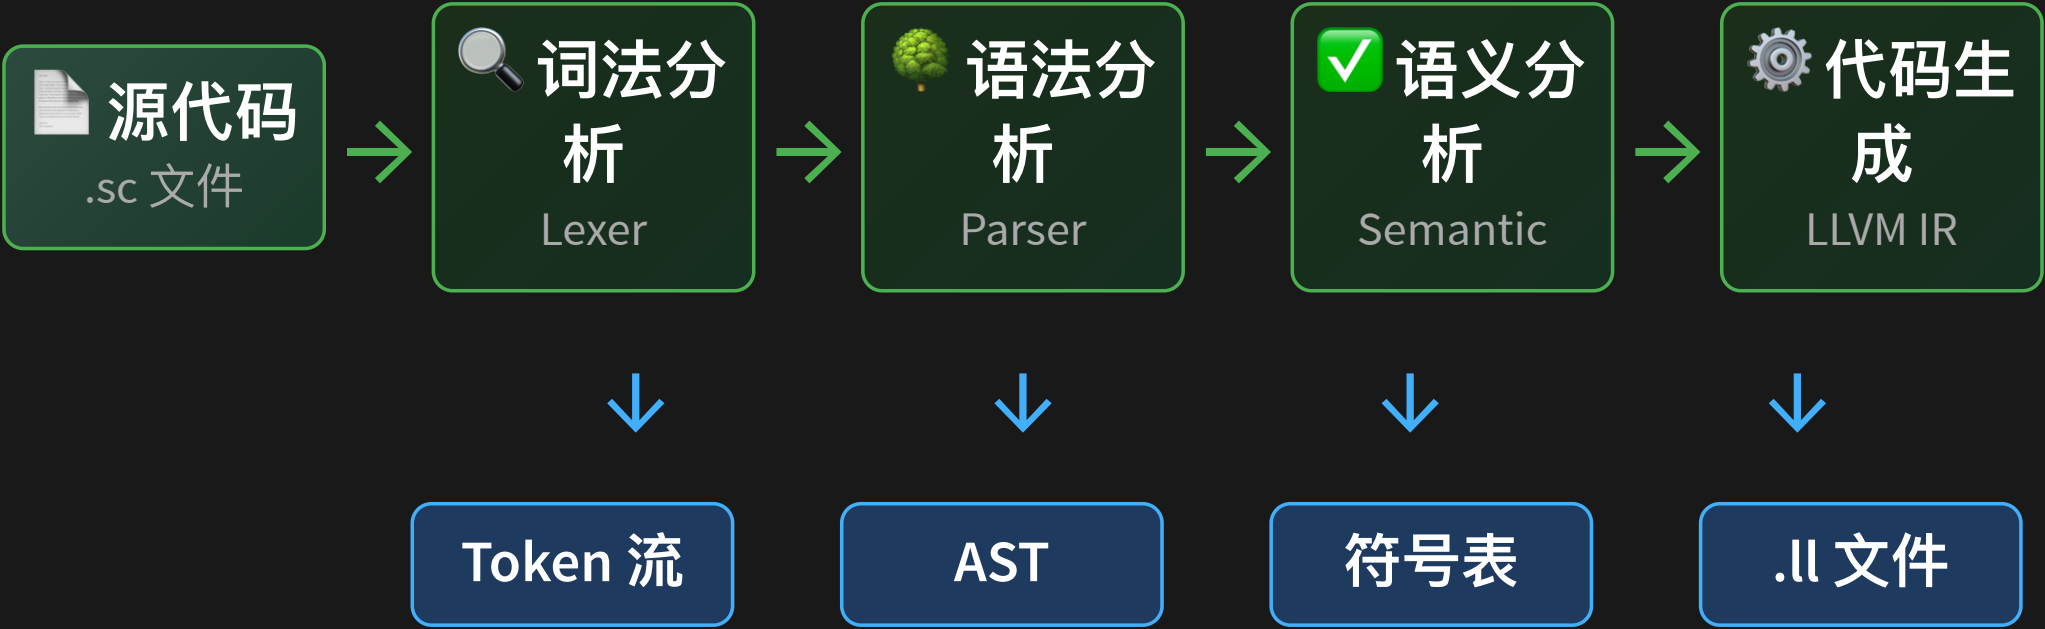 源代码
.sc 文件
词法分
析
Lexer
语法分
析
Parser
语义分
析
Semantic
代码生
成
LLVM IR
Token 流
AST
符号表
.ll 文件